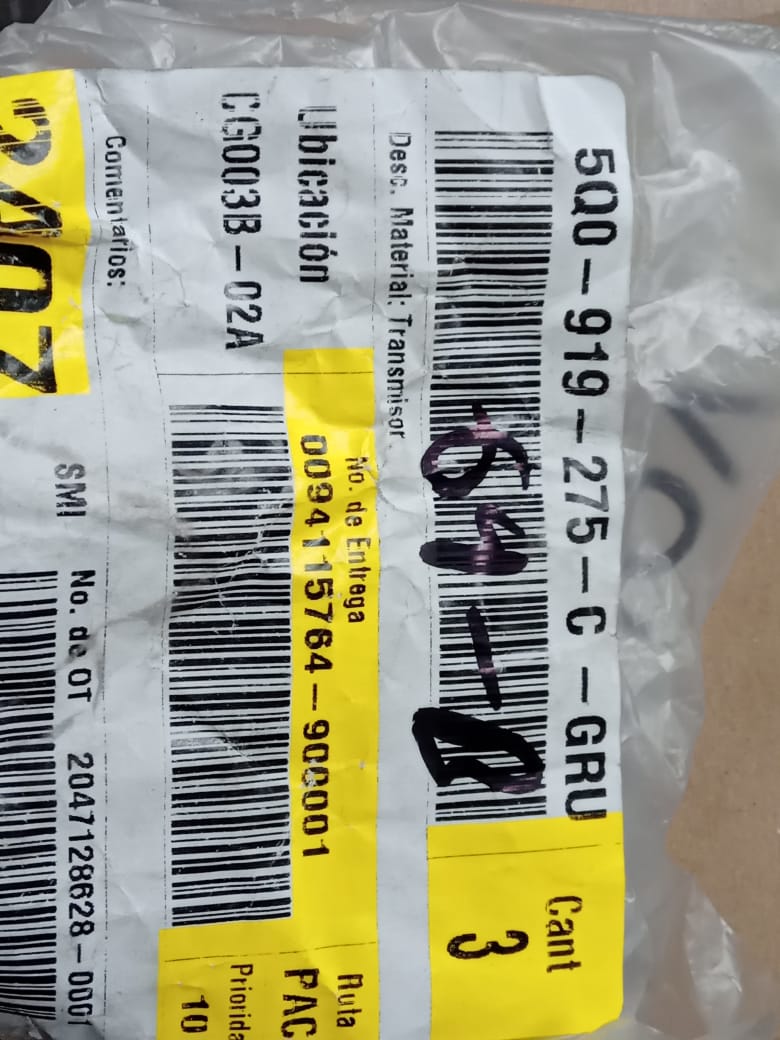 5Q0-919-275-C -GRU
Cant
3
Desc. Material: Transmisor
Ubicación
CG003B-02A
No. de Entrega
0094115764-900001
Ruta
PAC
Priorida
10
Comentarios:
SMI
No. de OT 2047128628-0001